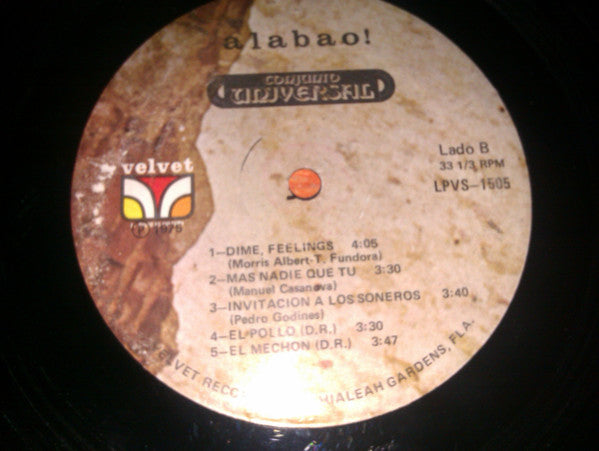 alabao!
CONJUNTO
UNIVERSAL
velvet
Ⓟ 1975
Lado B
33 1/3 RPM
LPVS-1505
1—DIME, FEELINGS 4:05
(Morris Albert-T. Fundora)
2—MAS NADIE QUE TU 3:30
(Manuel Casanova)
3—INVITACION A LOS SONEROS 3:40
(Pedro Godines)
4—EL POLLO (D.R.) 3:30
5—EL MECHON (D.R.) 3:47
HIALEAH GARDENS, FLA.